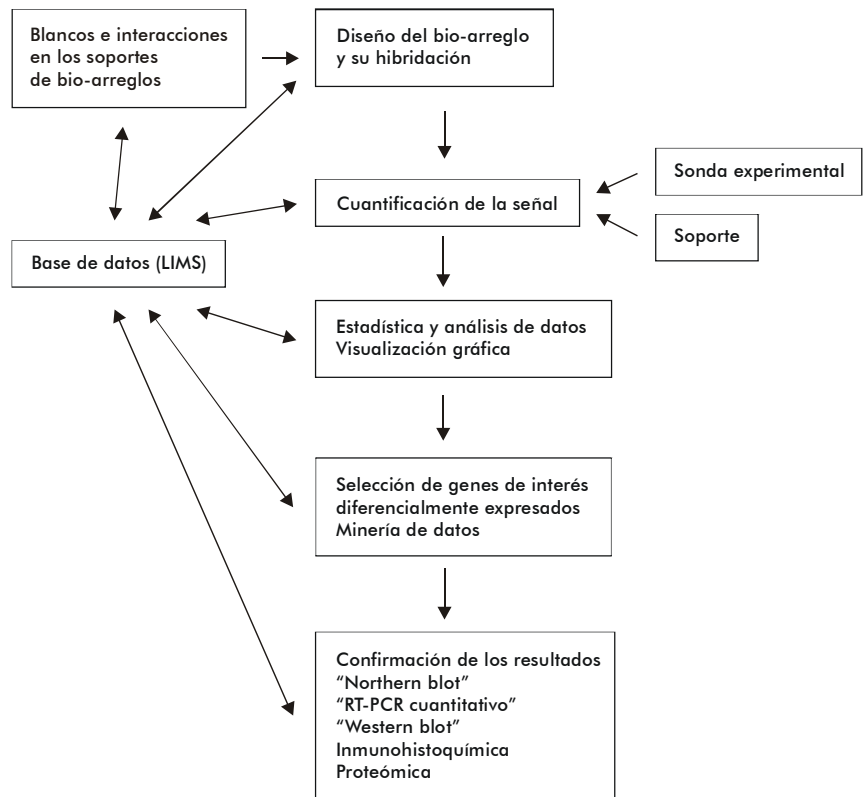 Blancos e interacciones
en los soportes
de bio-arreglos
Diseño del bio-arreglo
y su hibridación
Sonda experimental
Cuantificación de la señal
Soporte
Base de datos (LIMS)
Estadística y análisis de datos
Visualización gráfica
Selección de genes de interés
diferencialmente expresados
Minería de datos
Confirmación de los resultados
“Northern blot”
“RT-PCR cuantitativo”
“Western blot”
Inmunohistoquímica
Proteómica